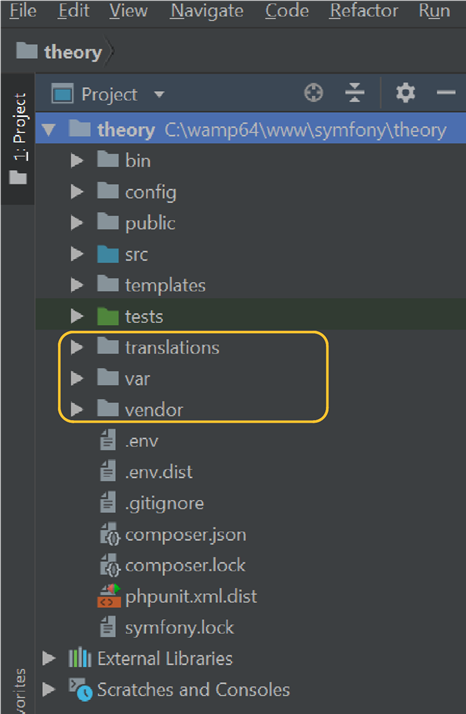 File Edit View Navigate Code Refactor Run
theory
Project
1: Project
theory C:\wamp64\www\symfony\theory
bin
config
public
src
templates
tests
translations
var
vendor
.env
.env.dist
.gitignore
composer.json
composer.lock
phpunit.xml.dist
symfony.lock
External Libraries
Scratches and Consoles
vorites